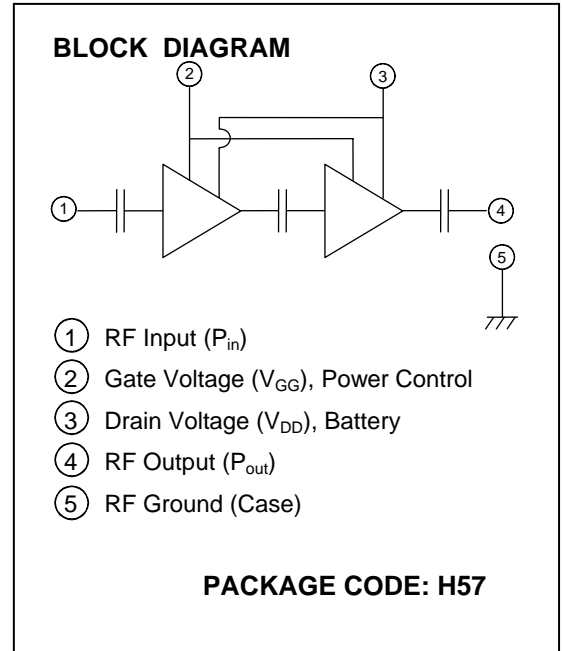 BLOCK DIAGRAM
2 3
1 4
5
1 RF Input (Pin)
2 Gate Voltage (VGG), Power Control
3 Drain Voltage (VDD), Battery
4 RF Output (Pout)
5 RF Ground (Case)
PACKAGE CODE: H57